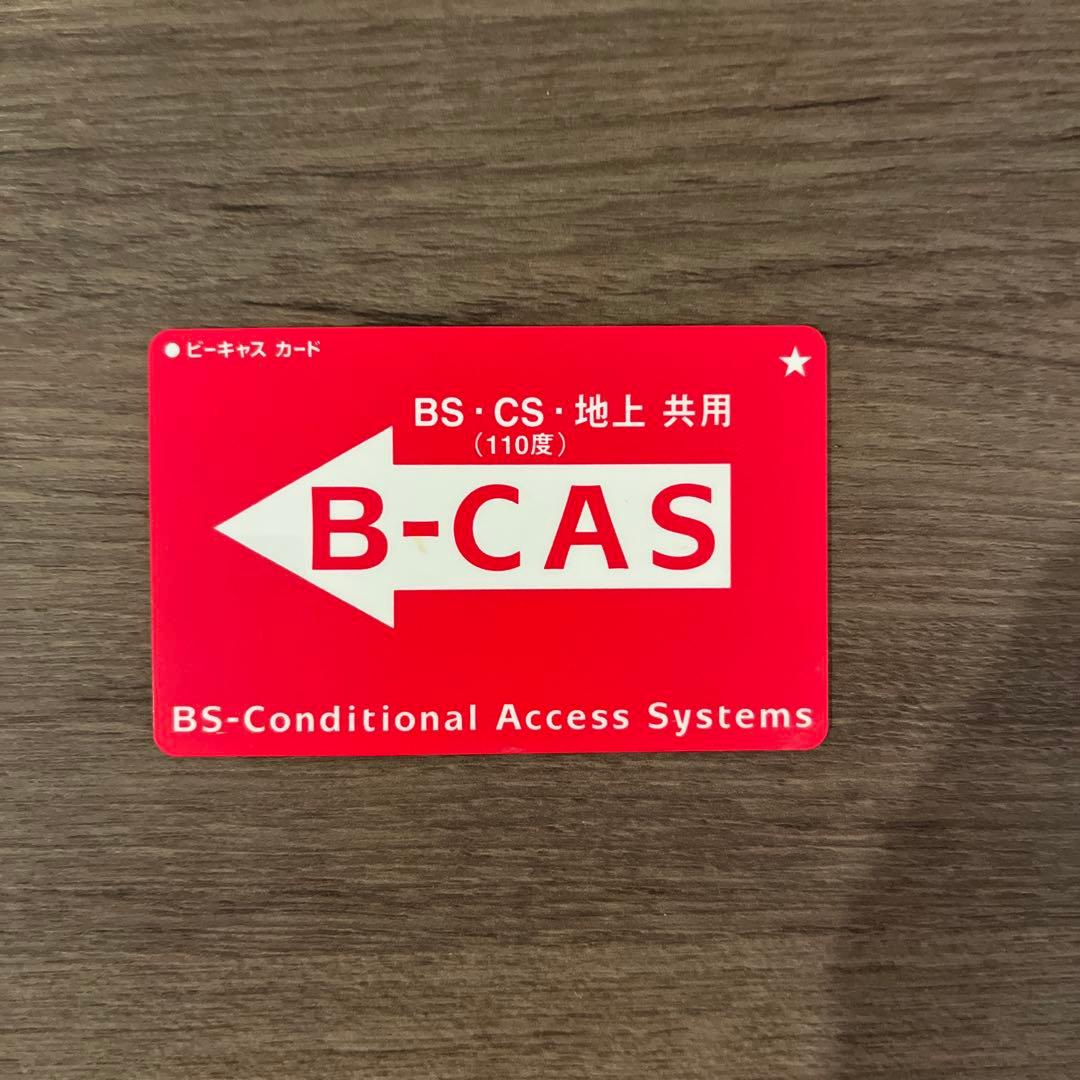 ●ビーキャス カード
★
BS・CS・地上 共用
（110度）
B-CAS
BS-Conditional Access Systems